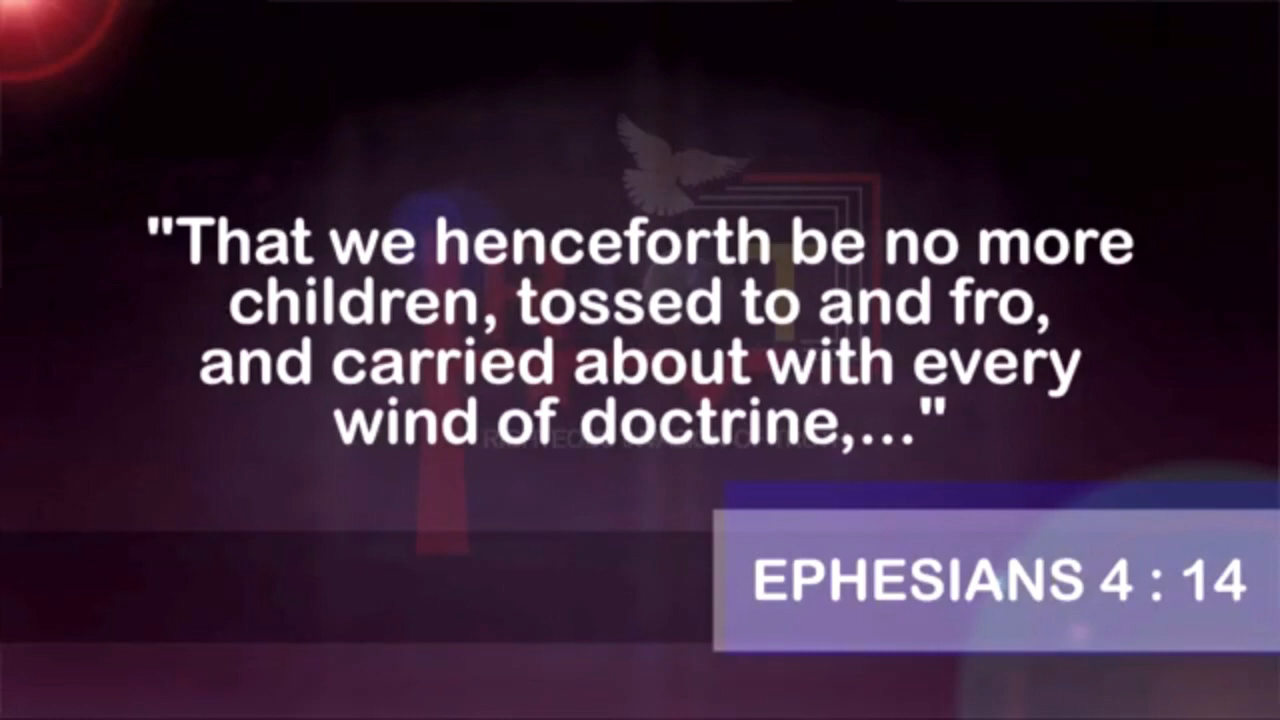 "That we henceforth be no more
children, tossed to and fro,
and carried about with every
wind of doctrine,..."
EPHESIANS 4 : 14